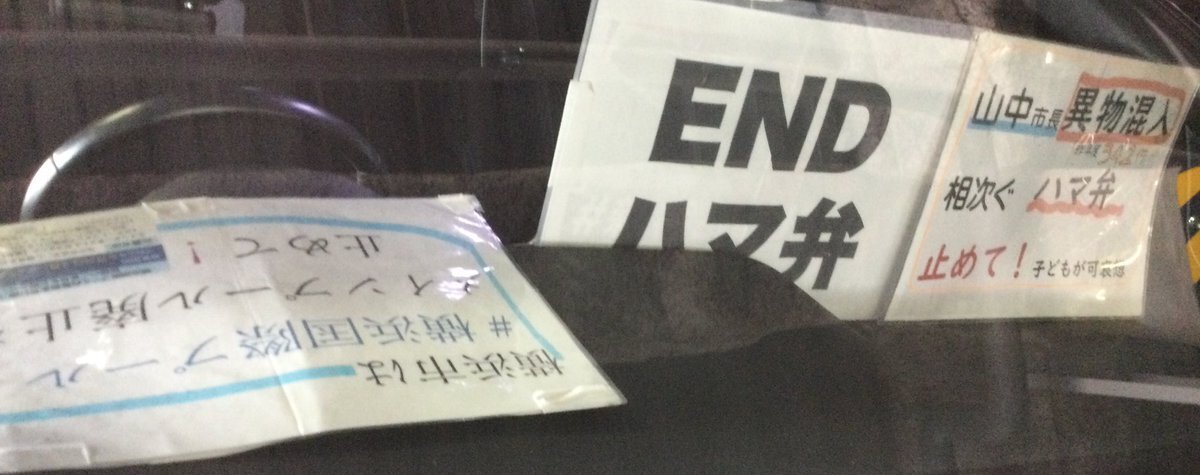 END
ハマ弁
山中市長異物混入
相次ぐ ハマ弁
止めて! 子どもが可哀想
横浜市は
#横浜国際プール
メインプール廃止
止めて!